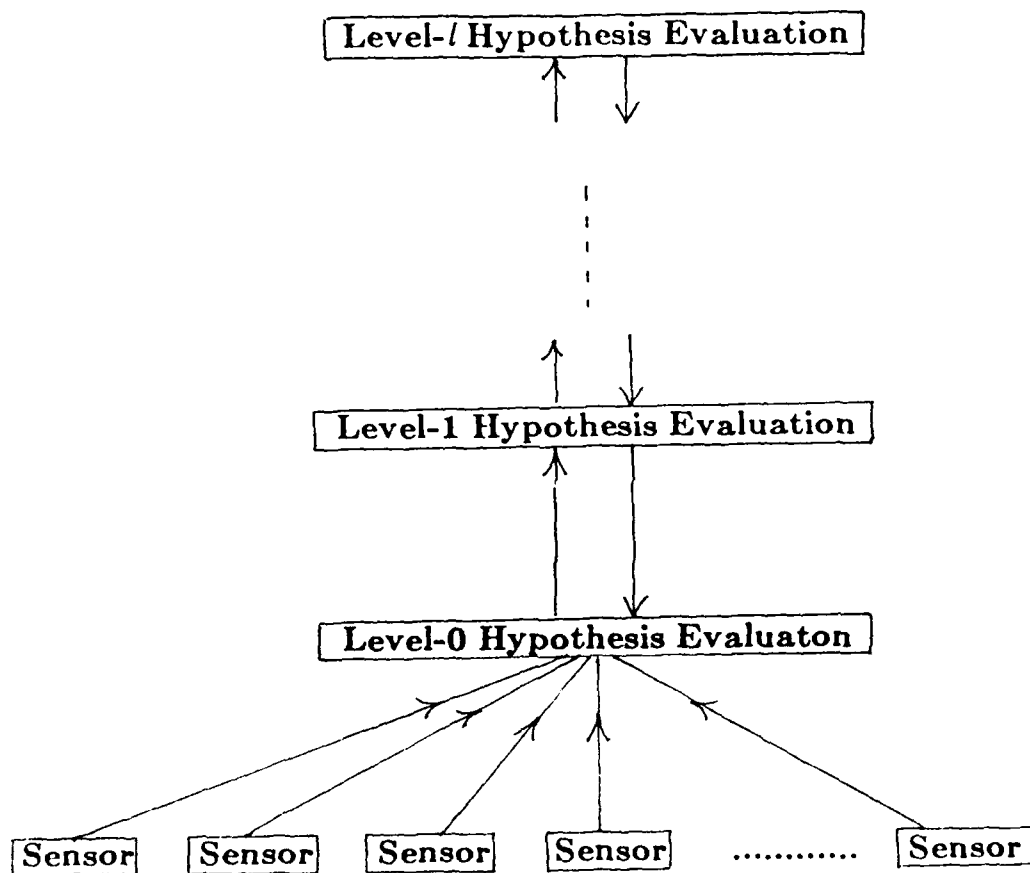 Level-l Hypothesis Evaluation
Level-1 Hypothesis Evaluation
Level-0 Hypothesis Evaluaton
Sensor Sensor Sensor Sensor ............ Sensor